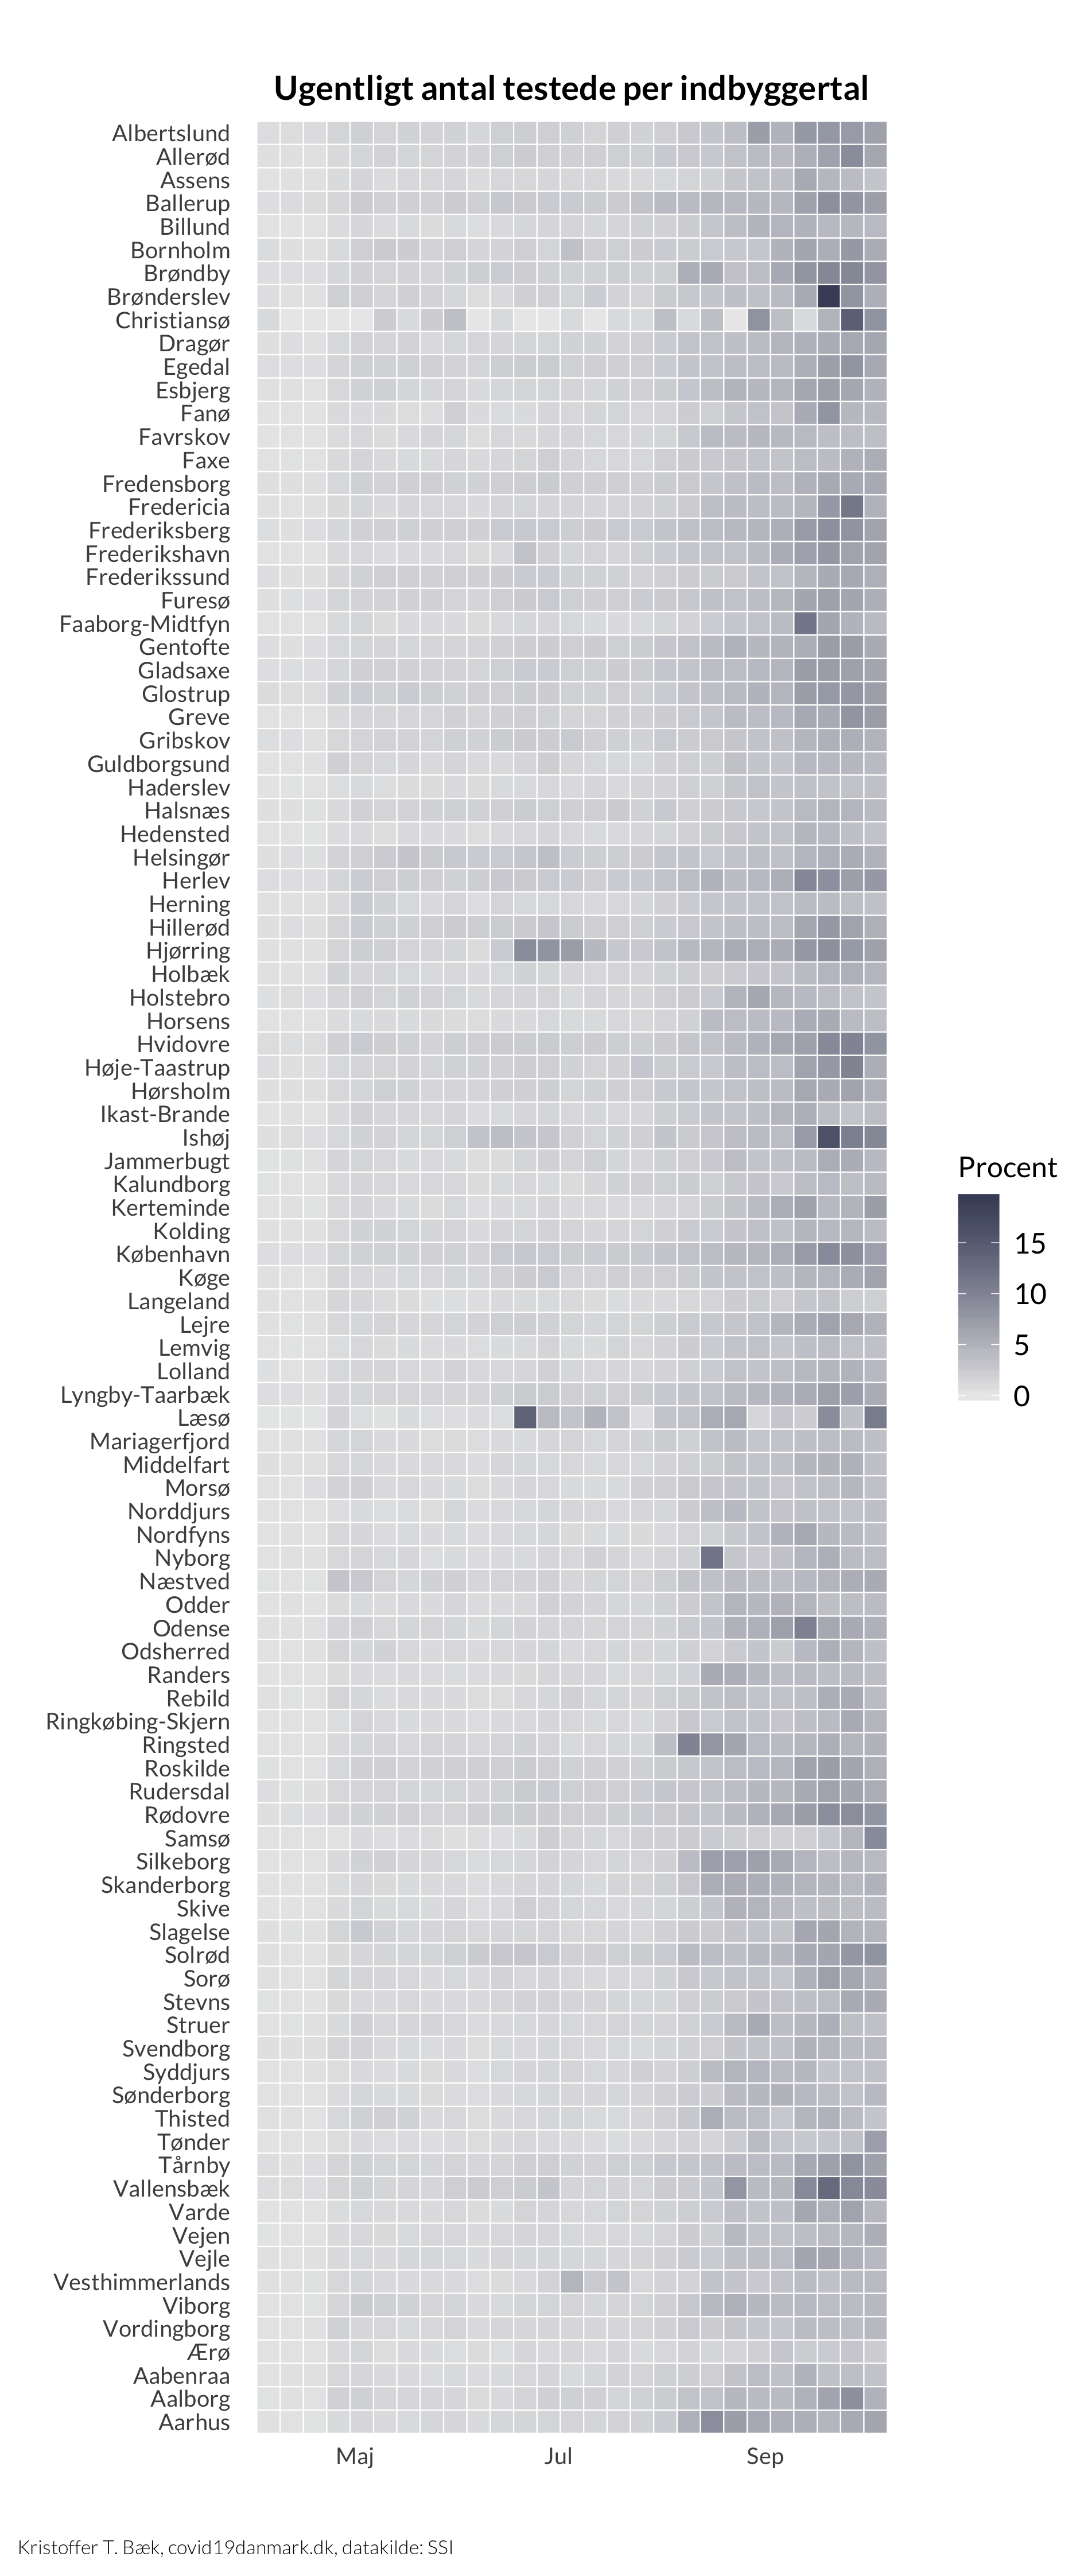 Ugentligt antal testede per indbyggertal
Albertslund
Allerød
Assens
Ballerup
Billund
Bornholm
Brøndby
Brønderslev
Christiansø
Dragør
Egedal
Esbjerg
Fanø
Favrskov
Faxe
Fredensborg
Fredericia
Frederiksberg
Frederikshavn
Frederikssund
Furesø
Faaborg-Midtfyn
Gentofte
Gladsaxe
Glostrup
Greve
Gribskov
Guldborgsund
Haderslev
Halsnæs
Hedensted
Helsingør
Herlev
Herning
Hillerød
Hjørring
Holbæk
Holstebro
Horsens
Hvidovre
Høje-Taastrup
Hørsholm
Ikast-Brande
Ishøj
Jammerbugt
Kalundborg
Kerteminde
Kolding
København
Køge
Langeland
Lejre
Lemvig
Lolland
Lyngby-Taarbæk
Læsø
Mariagerfjord
Middelfart
Morsø
Norddjurs
Nordfyns
Nyborg
Næstved
Odder
Odense
Odsherred
Randers
Rebild
Ringkøbing-Skjern
Ringsted
Roskilde
Rudersdal
Rødovre
Samsø
Silkeborg
Skanderborg
Skive
Slagelse
Solrød
Sorø
Stevns
Struer
Svendborg
Syddjurs
Sønderborg
Thisted
Tønder
Tårnby
Vallensbæk
Varde
Vejen
Vejle
Vesthimmerlands
Viborg
Vordingborg
Ærø
Aabenraa
Aalborg
Aarhus
Maj Jul Sep
Procent
15
10
5
0
Kristoffer T. Bæk, covid19danmark.dk, datakilde: SSI